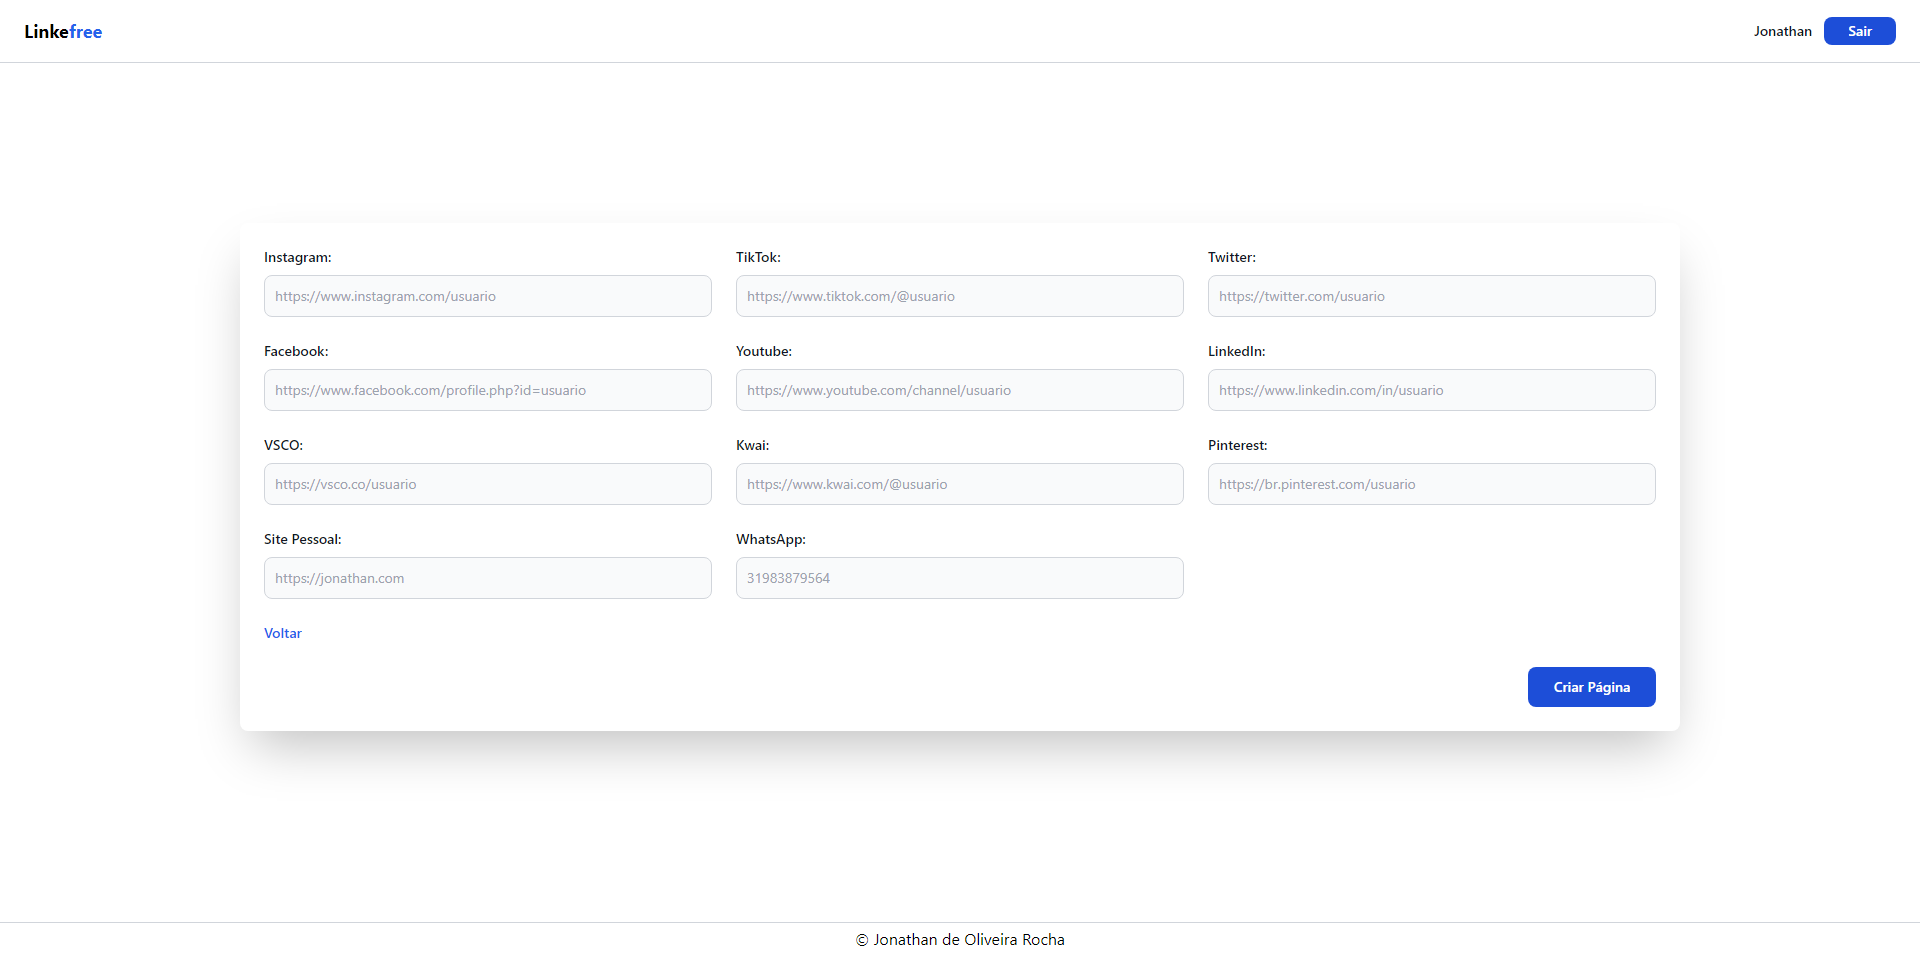 Linkefree
Jonathan
Sair
Instagram:
TikTok:
Twitter:
https://www.instagram.com/usuario
https://www.tiktok.com/@usuario
https://twitter.com/usuario
Facebook:
Youtube:
LinkedIn:
https://www.facebook.com/profile.php?id=usuario
https://www.youtube.com/channel/usuario
https://www.linkedin.com/in/usuario
VSCO:
Kwai:
Pinterest:
https://vsco.co/usuario
https://www.kwai.com/@usuario
https://br.pinterest.com/usuario
Site Pessoal:
WhatsApp:
https://jonathan.com
31983879564
Voltar
Criar Página
© Jonathan de Oliveira Rocha